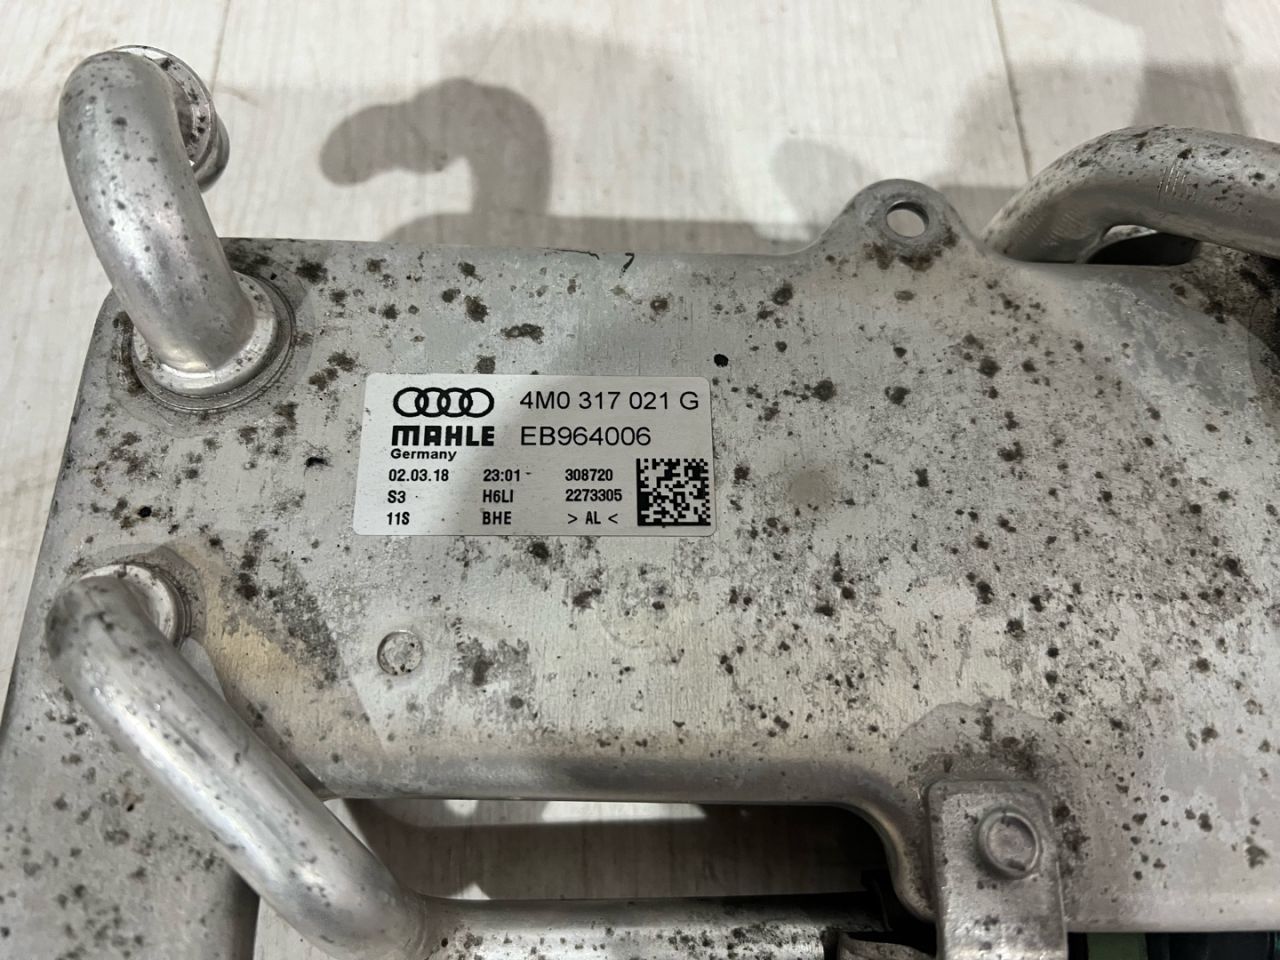 4M0 317 021 G
MAHLE EB964006
Germany
02.03.18 23:01 308720
S3 H6LI 2273305
11S BHE > AL <